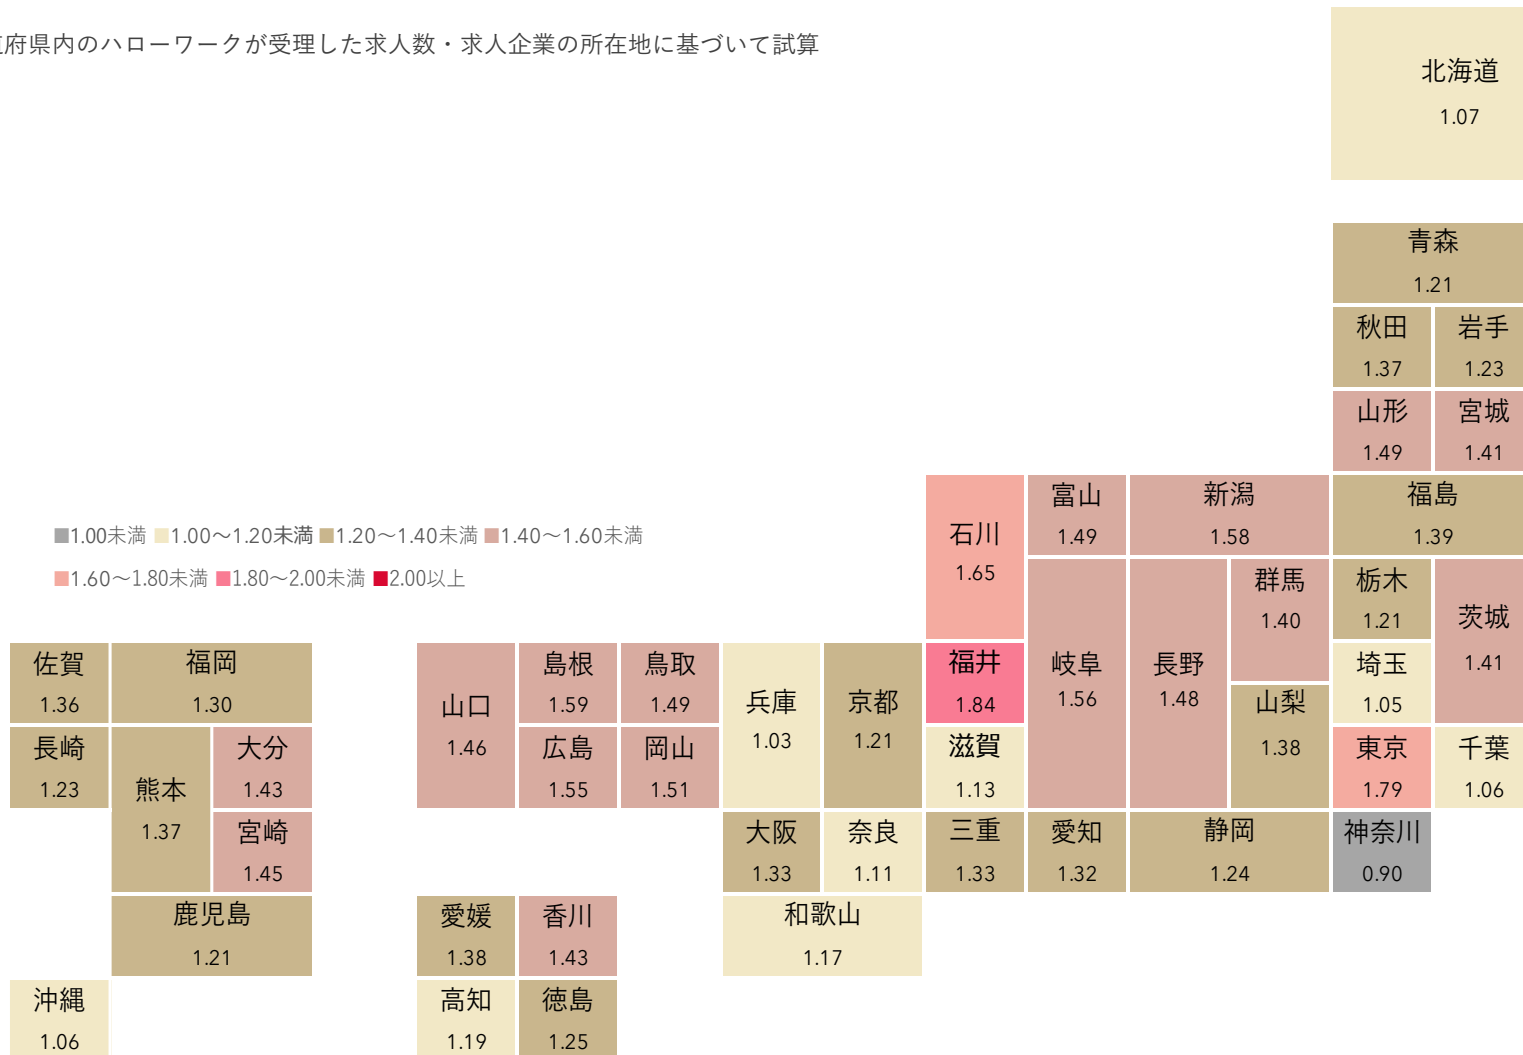 道府県内のハローワークが受理した求人数・求人企業の所在地に基づいて試算
北海道
1.07
青森
1.21
秋田 岩手
1.37 1.23
山形 宮城
1.49 1.41
石川
1.65
富山 新潟 福島
1.49 1.58 1.39
■1.00未満 ■1.00～1.20未満 ■1.20～1.40未満 ■1.40～1.60未満
■1.60～1.80未満 ■1.80～2.00未満 ■2.00以上
群馬 栃木
1.40 1.21
茨城
1.41
佐賀 福岡
1.36 1.30
山口
1.46
島根 鳥取
1.59 1.49
兵庫 京都
1.03 1.21
福井
1.84
岐阜 長野
1.56 1.48
埼玉
1.05
山梨
1.38
長崎
1.23
熊本
1.37
大分
1.43
広島 岡山
1.55 1.51
滋賀
1.13
東京 千葉
1.79 1.06
宮崎
1.45
大阪 奈良 三重 愛知 静岡 神奈川
1.33 1.11 1.33 1.32 1.24 0.90
鹿児島
1.21
愛媛 香川
1.38 1.43
和歌山
1.17
沖縄
1.06
高知 徳島
1.19 1.25